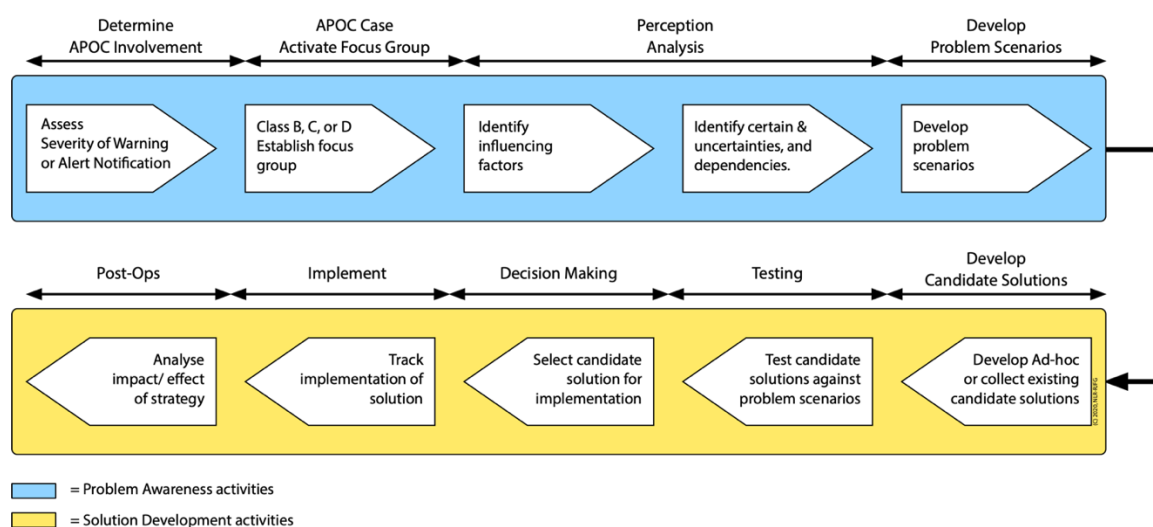 Determine
APOC Involvement
APOC Case
Activate Focus Group
Perception
Analysis
Develop
Problem Scenarios
Assess
Severity of Warning
or Alert Notification
Class B, C, or D
Establish focus
group
Identify
influencing
factors
Identify certain &
uncertainties, and
dependencies.
Develop
problem
scenarios
Post-Ops
Implement
Decision Making
Testing
Develop
Candidate Solutions
Analyse
impact/ effect
of strategy
Track
implementation of
solution
Select candidate
solution for
implementation
Test candidate
solutions against
problem scenarios
Develop Ad-hoc
or collect existing
candidate solutions
= Problem Awareness activities
= Solution Development activities